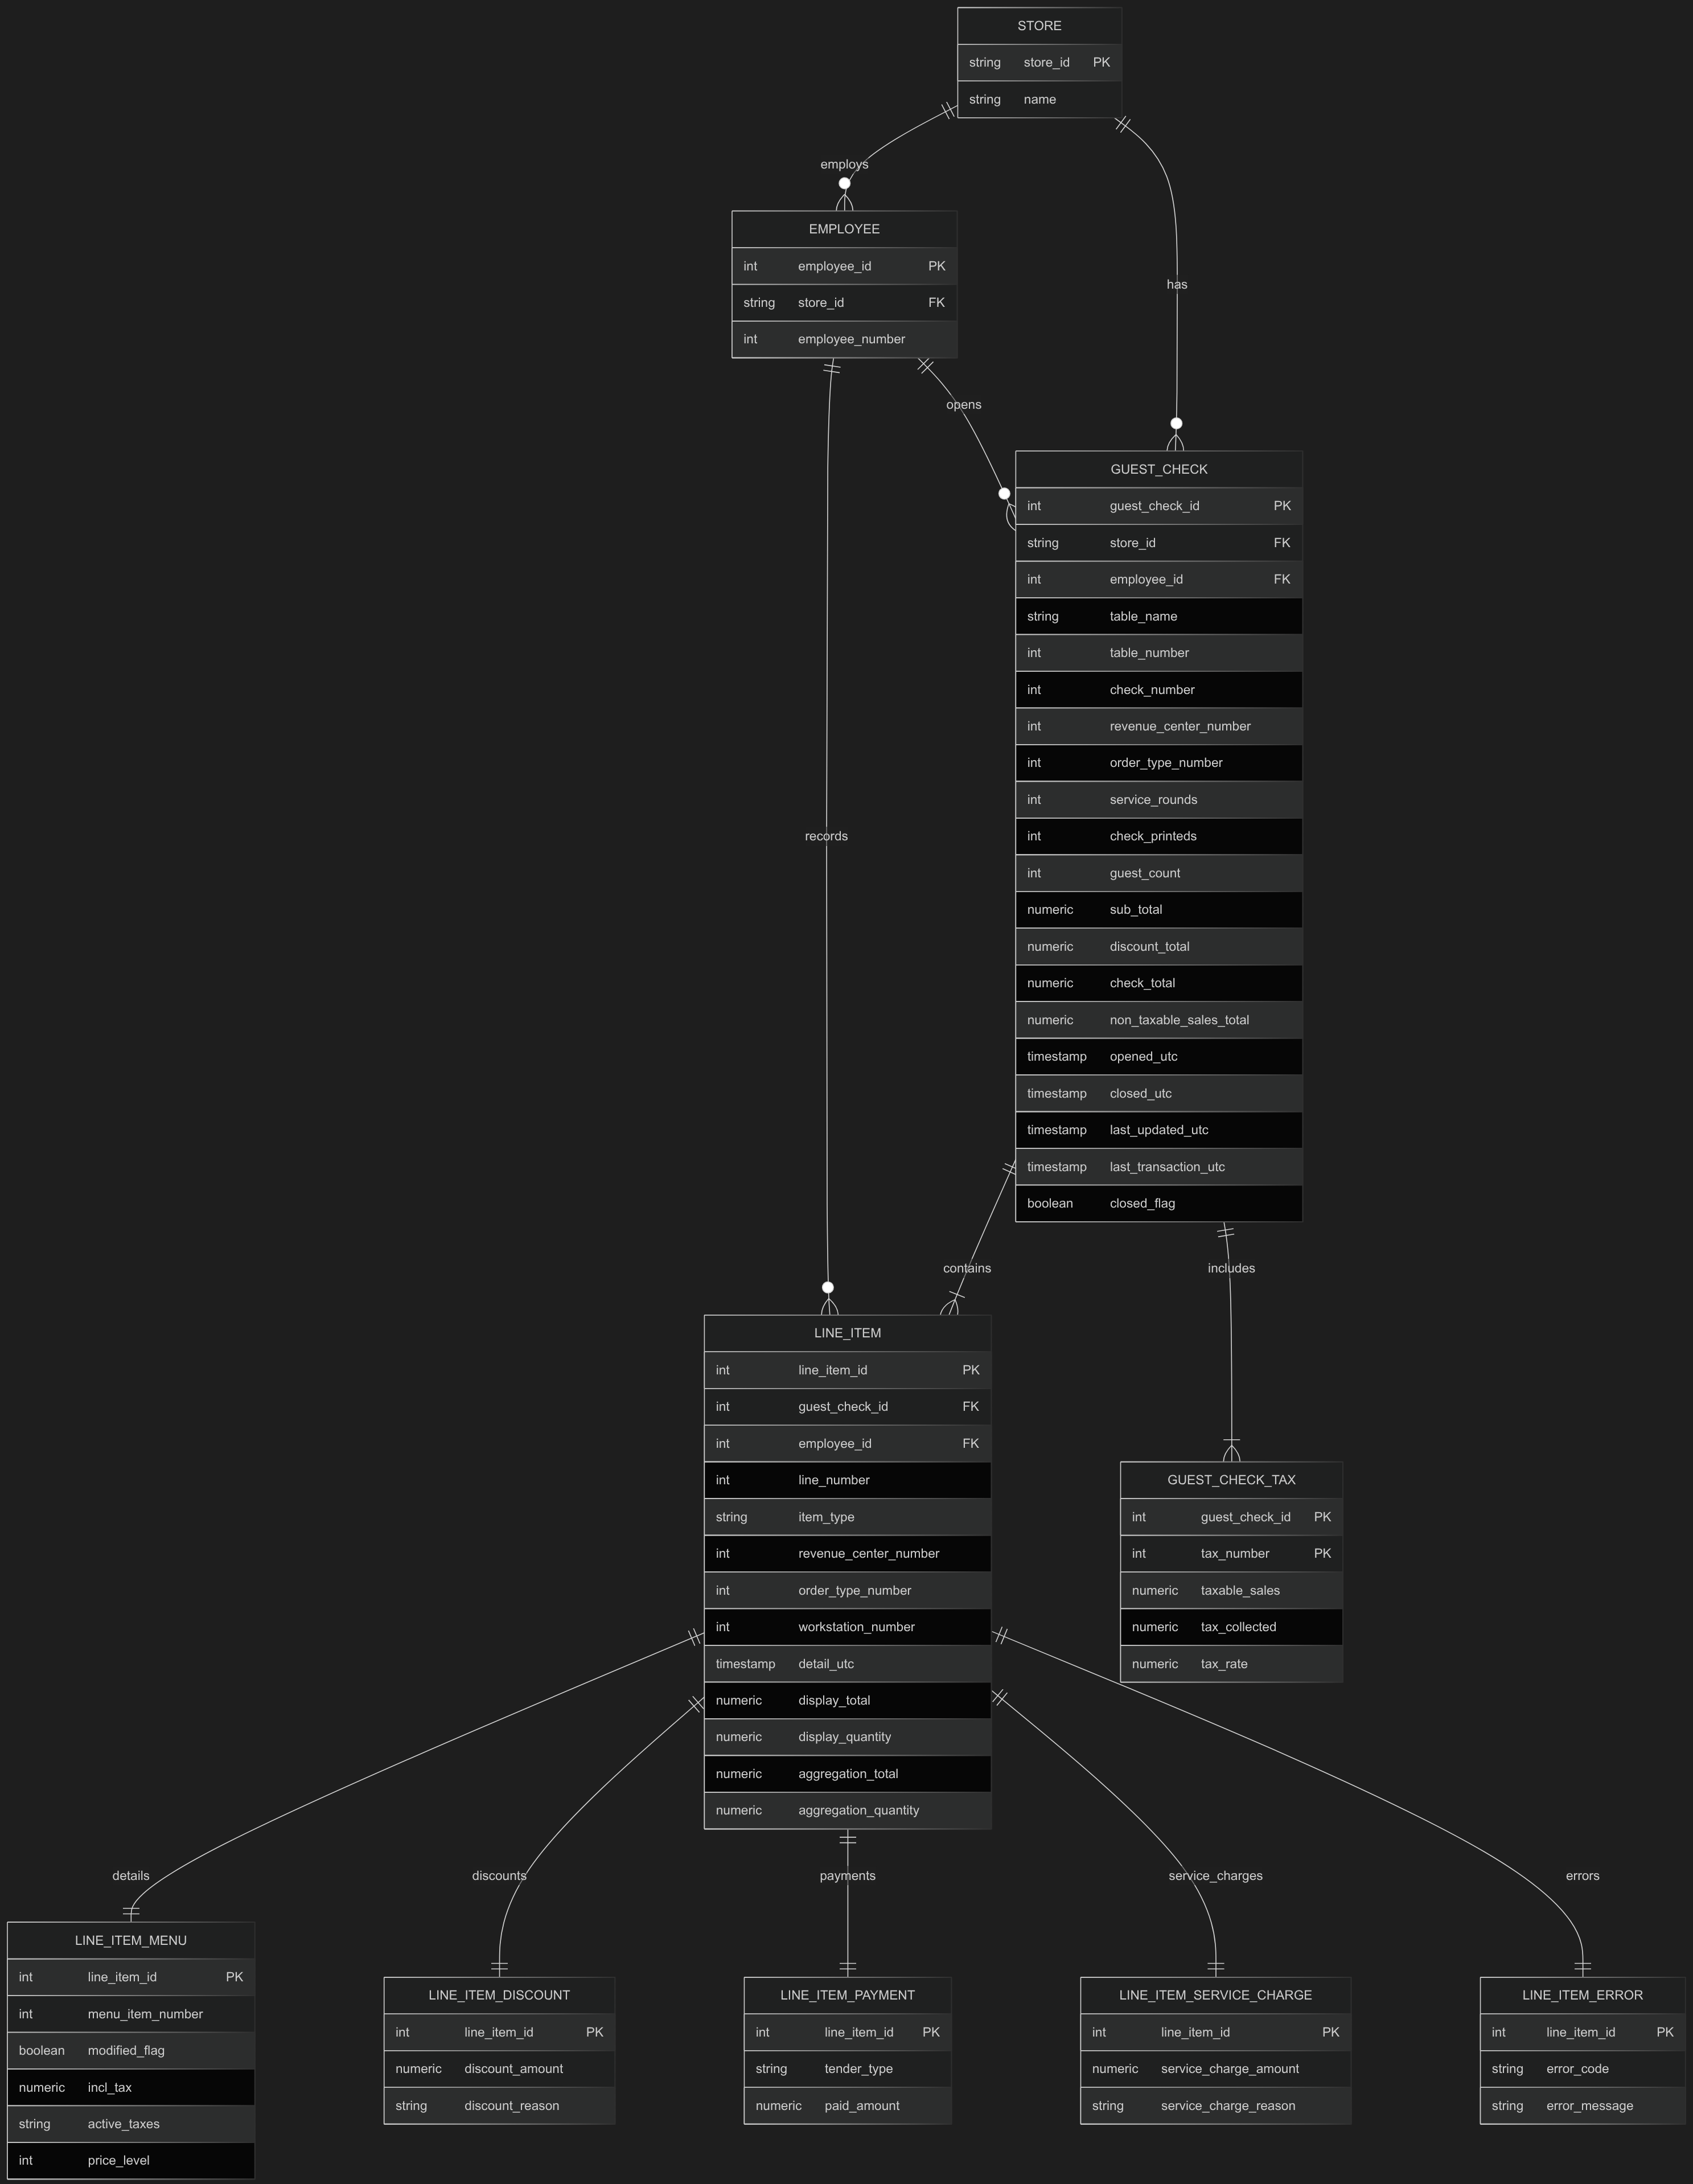 STORE
string store_id PK
string name
employs
EMPLOYEE
int employee_id PK
string store_id FK
int employee_number
has
opens
GUEST_CHECK
int guest_check_id PK
string store_id FK
int employee_id FK
string table_name
int table_number
int check_number
int revenue_center_number
int order_type_number
int service_rounds
int check_printeds
int guest_count
numeric sub_total
numeric discount_total
numeric check_total
numeric non_taxable_sales_total
timestamp opened_utc
timestamp closed_utc
timestamp last_updated_utc
timestamp last_transaction_utc
boolean closed_flag
records
contains
includes
LINE_ITEM
int line_item_id PK
int guest_check_id FK
int employee_id FK
int line_number
string item_type
int revenue_center_number
int order_type_number
int workstation_number
timestamp detail_utc
numeric display_total
numeric display_quantity
numeric aggregation_total
numeric aggregation_quantity
GUEST_CHECK_TAX
int guest_check_id PK
int tax_number PK
numeric taxable_sales
numeric tax_collected
numeric tax_rate
details
discounts
payments
service_charges
errors
LINE_ITEM_MENU
int line_item_id PK
int menu_item_number
boolean modified_flag
numeric incl_tax
string active_taxes
int price_level
LINE_ITEM_DISCOUNT
int line_item_id PK
numeric discount_amount
string discount_reason
LINE_ITEM_PAYMENT
int line_item_id PK
string tender_type
numeric paid_amount
LINE_ITEM_SERVICE_CHARGE
int line_item_id PK
numeric service_charge_amount
string service_charge_reason
LINE_ITEM_ERROR
int line_item_id PK
string error_code
string error_message